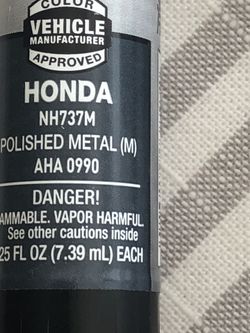 COLOR
VEHICLE
MANUFACTURER
APPROVED
HONDA
NH737M
POLISHED METAL (M)
AHA 0990
DANGER!
AMMABLE. VAPOR HARMFUL.
See other cautions inside
25 FL OZ (7.39 mL) EACH